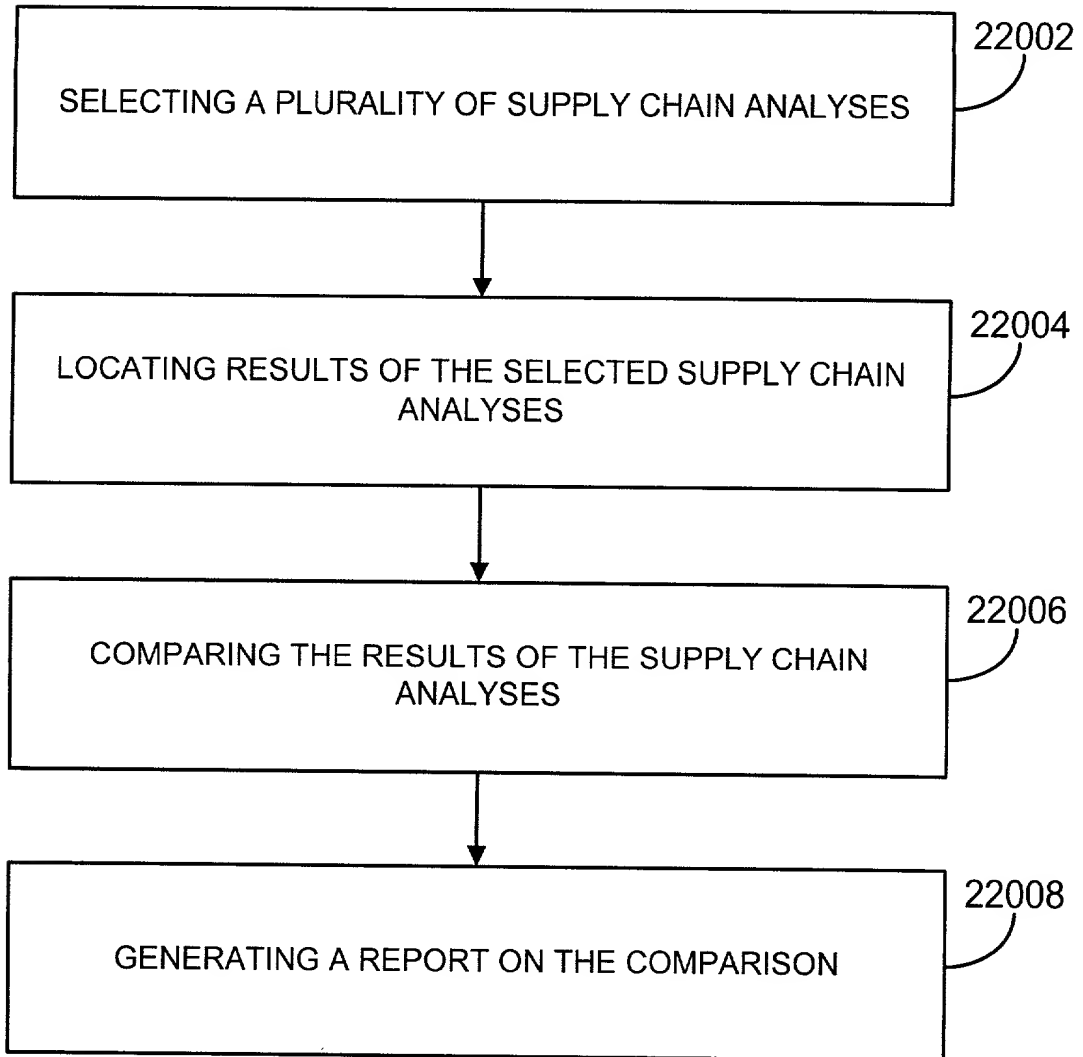 22002
SELECTING A PLURALITY OF SUPPLY CHAIN ANALYSES
22004
LOCATING RESULTS OF THE SELECTED SUPPLY CHAIN
ANALYSES
22006
COMPARING THE RESULTS OF THE SUPPLY CHAIN
ANALYSES
22008
GENERATING A REPORT ON THE COMPARISON